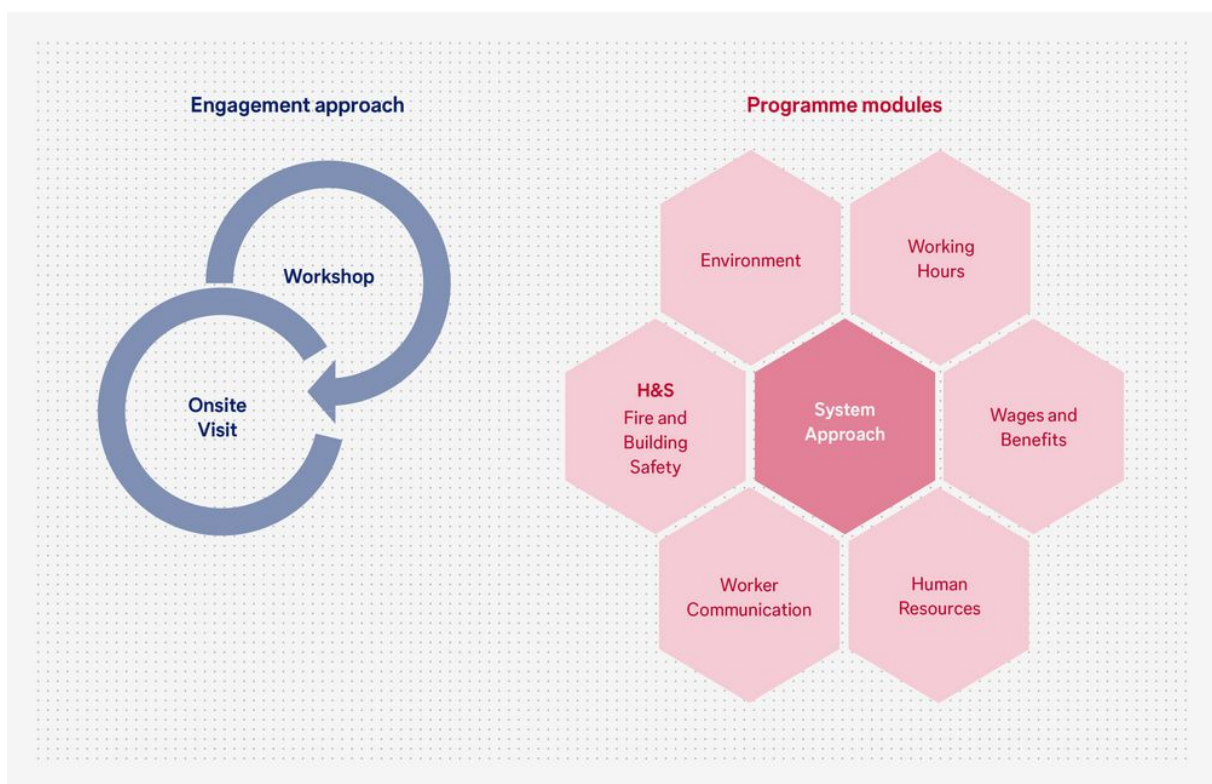 Engagement approach
Workshop
Onsite
Visit
Programme modules
Environment
Working
Hours
H&S
Fire and
Building
Safety
System
Approach
Wages and
Benefits
Worker
Communication
Human
Resources